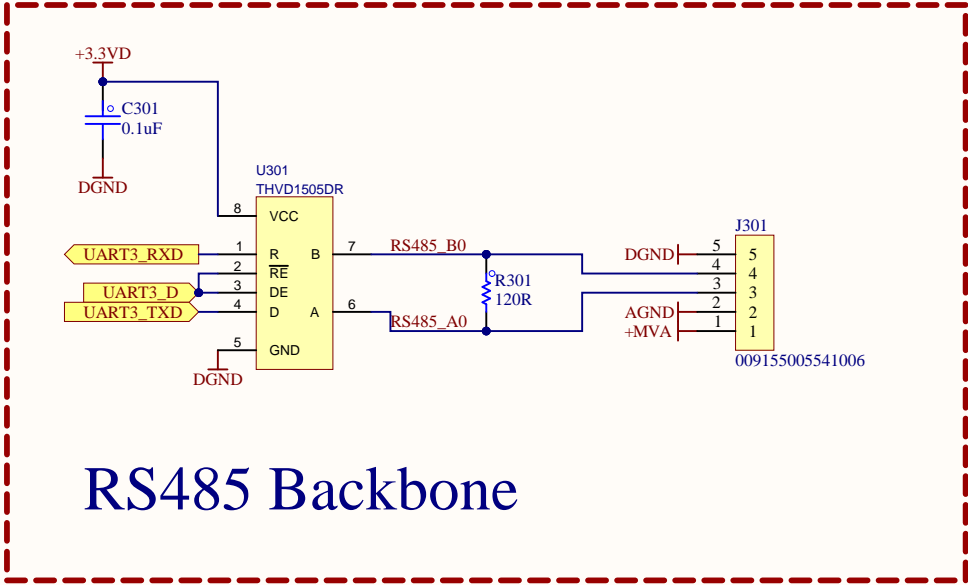 +3.3VD
C301
0.1uF
DGND
U301
THVD1505DR
8 VCC
UART3_RXD 1 R B 7 RS485_B0
2 RE
UART3_D 3 DE
UART3_TXD 4 D A 6 RS485_A0
5 GND
DGND
R301
120R
J301
DGND 5 5
4 4
3 3
AGND 2 2
+MVA 1 1
009155005541006
RS485 Backbone